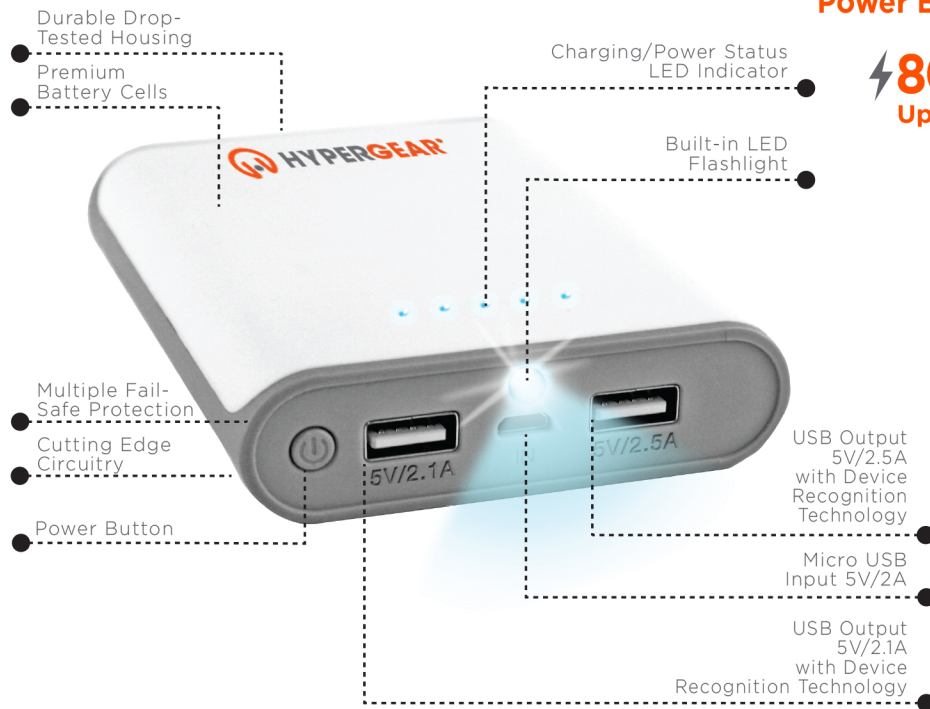 Durable Drop-
Tested Housing
Premium
Battery Cells
Charging/Power Status
LED Indicator
Built-in LED
Flashlight
Power
HYPERGEAR
Up
Multiple Fail-
Safe Protection
Cutting Edge
Circuitry
Power Button
5V/2.1A
5V/2.5A
USB Output
5V/2.5A
with Device
Recognition
Technology
Micro USB
Input 5V/2A
USB Output
5V/2.1A
with Device
Recognition Technology